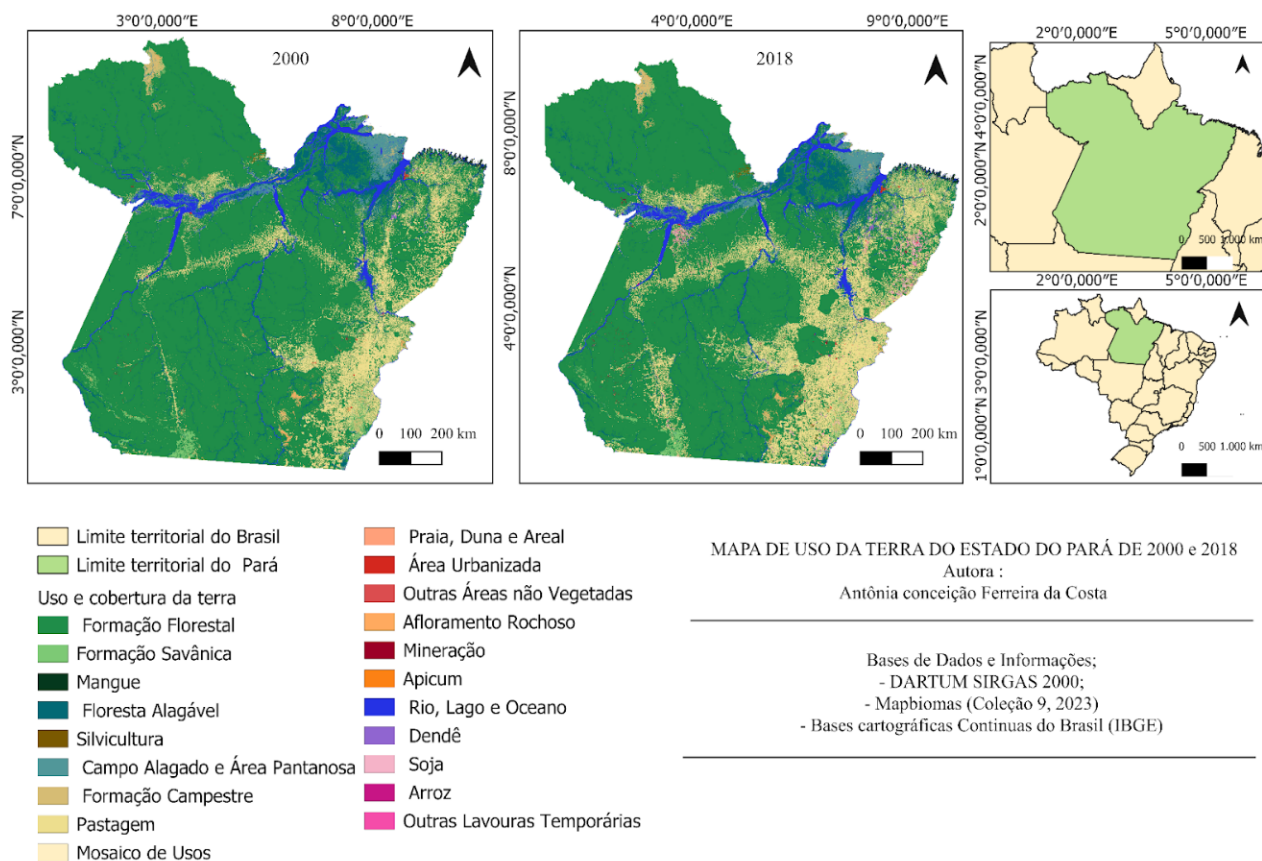 3°0'0,000"E 8°0'0,000"E
2000
7°0'0,000"N
3°0'0,000"N
0 100 200 km
4°0'0,000"E 9°0'0,000"E
2018
8°0'0,000"N
4°0'0,000"N
0 100 200 km
2°0'0,000"E 5°0'0,000"E
4°0'0,000"N
2°0'0,000"N
0 500 1.000 km
2°0'0,000"E 5°0'0,000"E
3°0'0,000"N
1°0'0,000"N
0 500 1.000 km
Limite territorial do Brasil
Limite territorial do Pará
Uso e cobertura da terra
Formação Florestal
Formação Savânica
Mangue
Floresta Alagável
Silvicultura
Campo Alagado e Área Pantanosa
Formação Campestre
Pastagem
Mosaico de Usos
Praia, Duna e Areal
Área Urbanizada
Outras Áreas não Vegetadas
Afloramento Rochoso
Mineração
Apicum
Rio, Lago e Oceano
Dendê
Soja
Arroz
Outras Lavouras Temporárias
MAPA DE USO DA TERRA DO ESTADO DO PARÁ DE 2000 e 2018
Autora :
Antônia conceição Ferreira da Costa
Bases de Dados e Informações;
- DARTUM SIRGAS 2000;
- Mapbiomas (Coleção 9, 2023)
- Bases cartográficas Continuas do Brasil (IBGE)